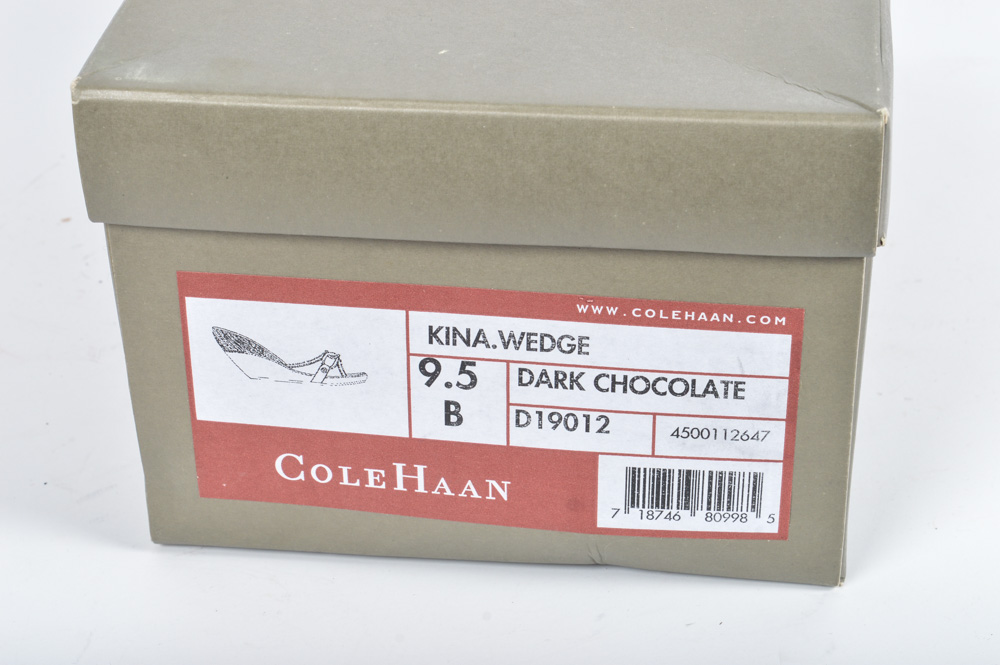 WWW.COLEHAAN.COM
KINA.WEDGE
9.5
B
DARK CHOCOLATE
D19012
4500112647
COLEHAAN
7 18746 80998 5